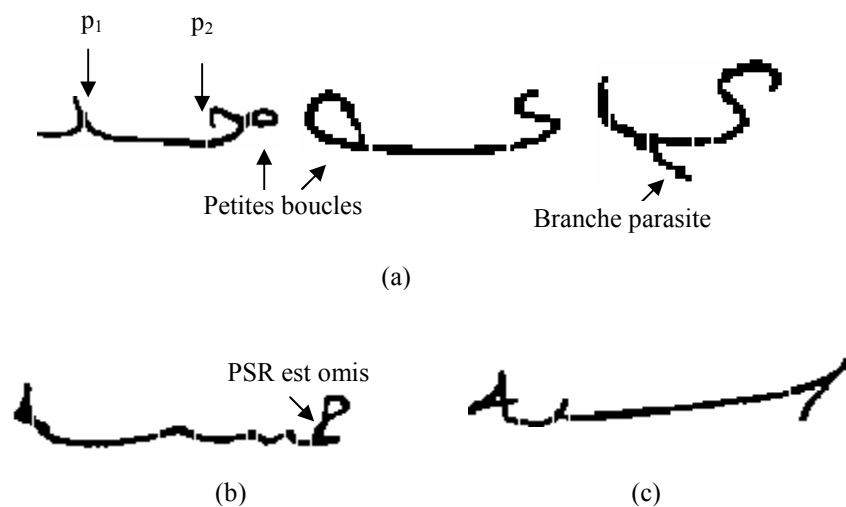 p₁ p₂
Petites boucles
Branche parasite
(a)
PSR est omis
(b) (c)